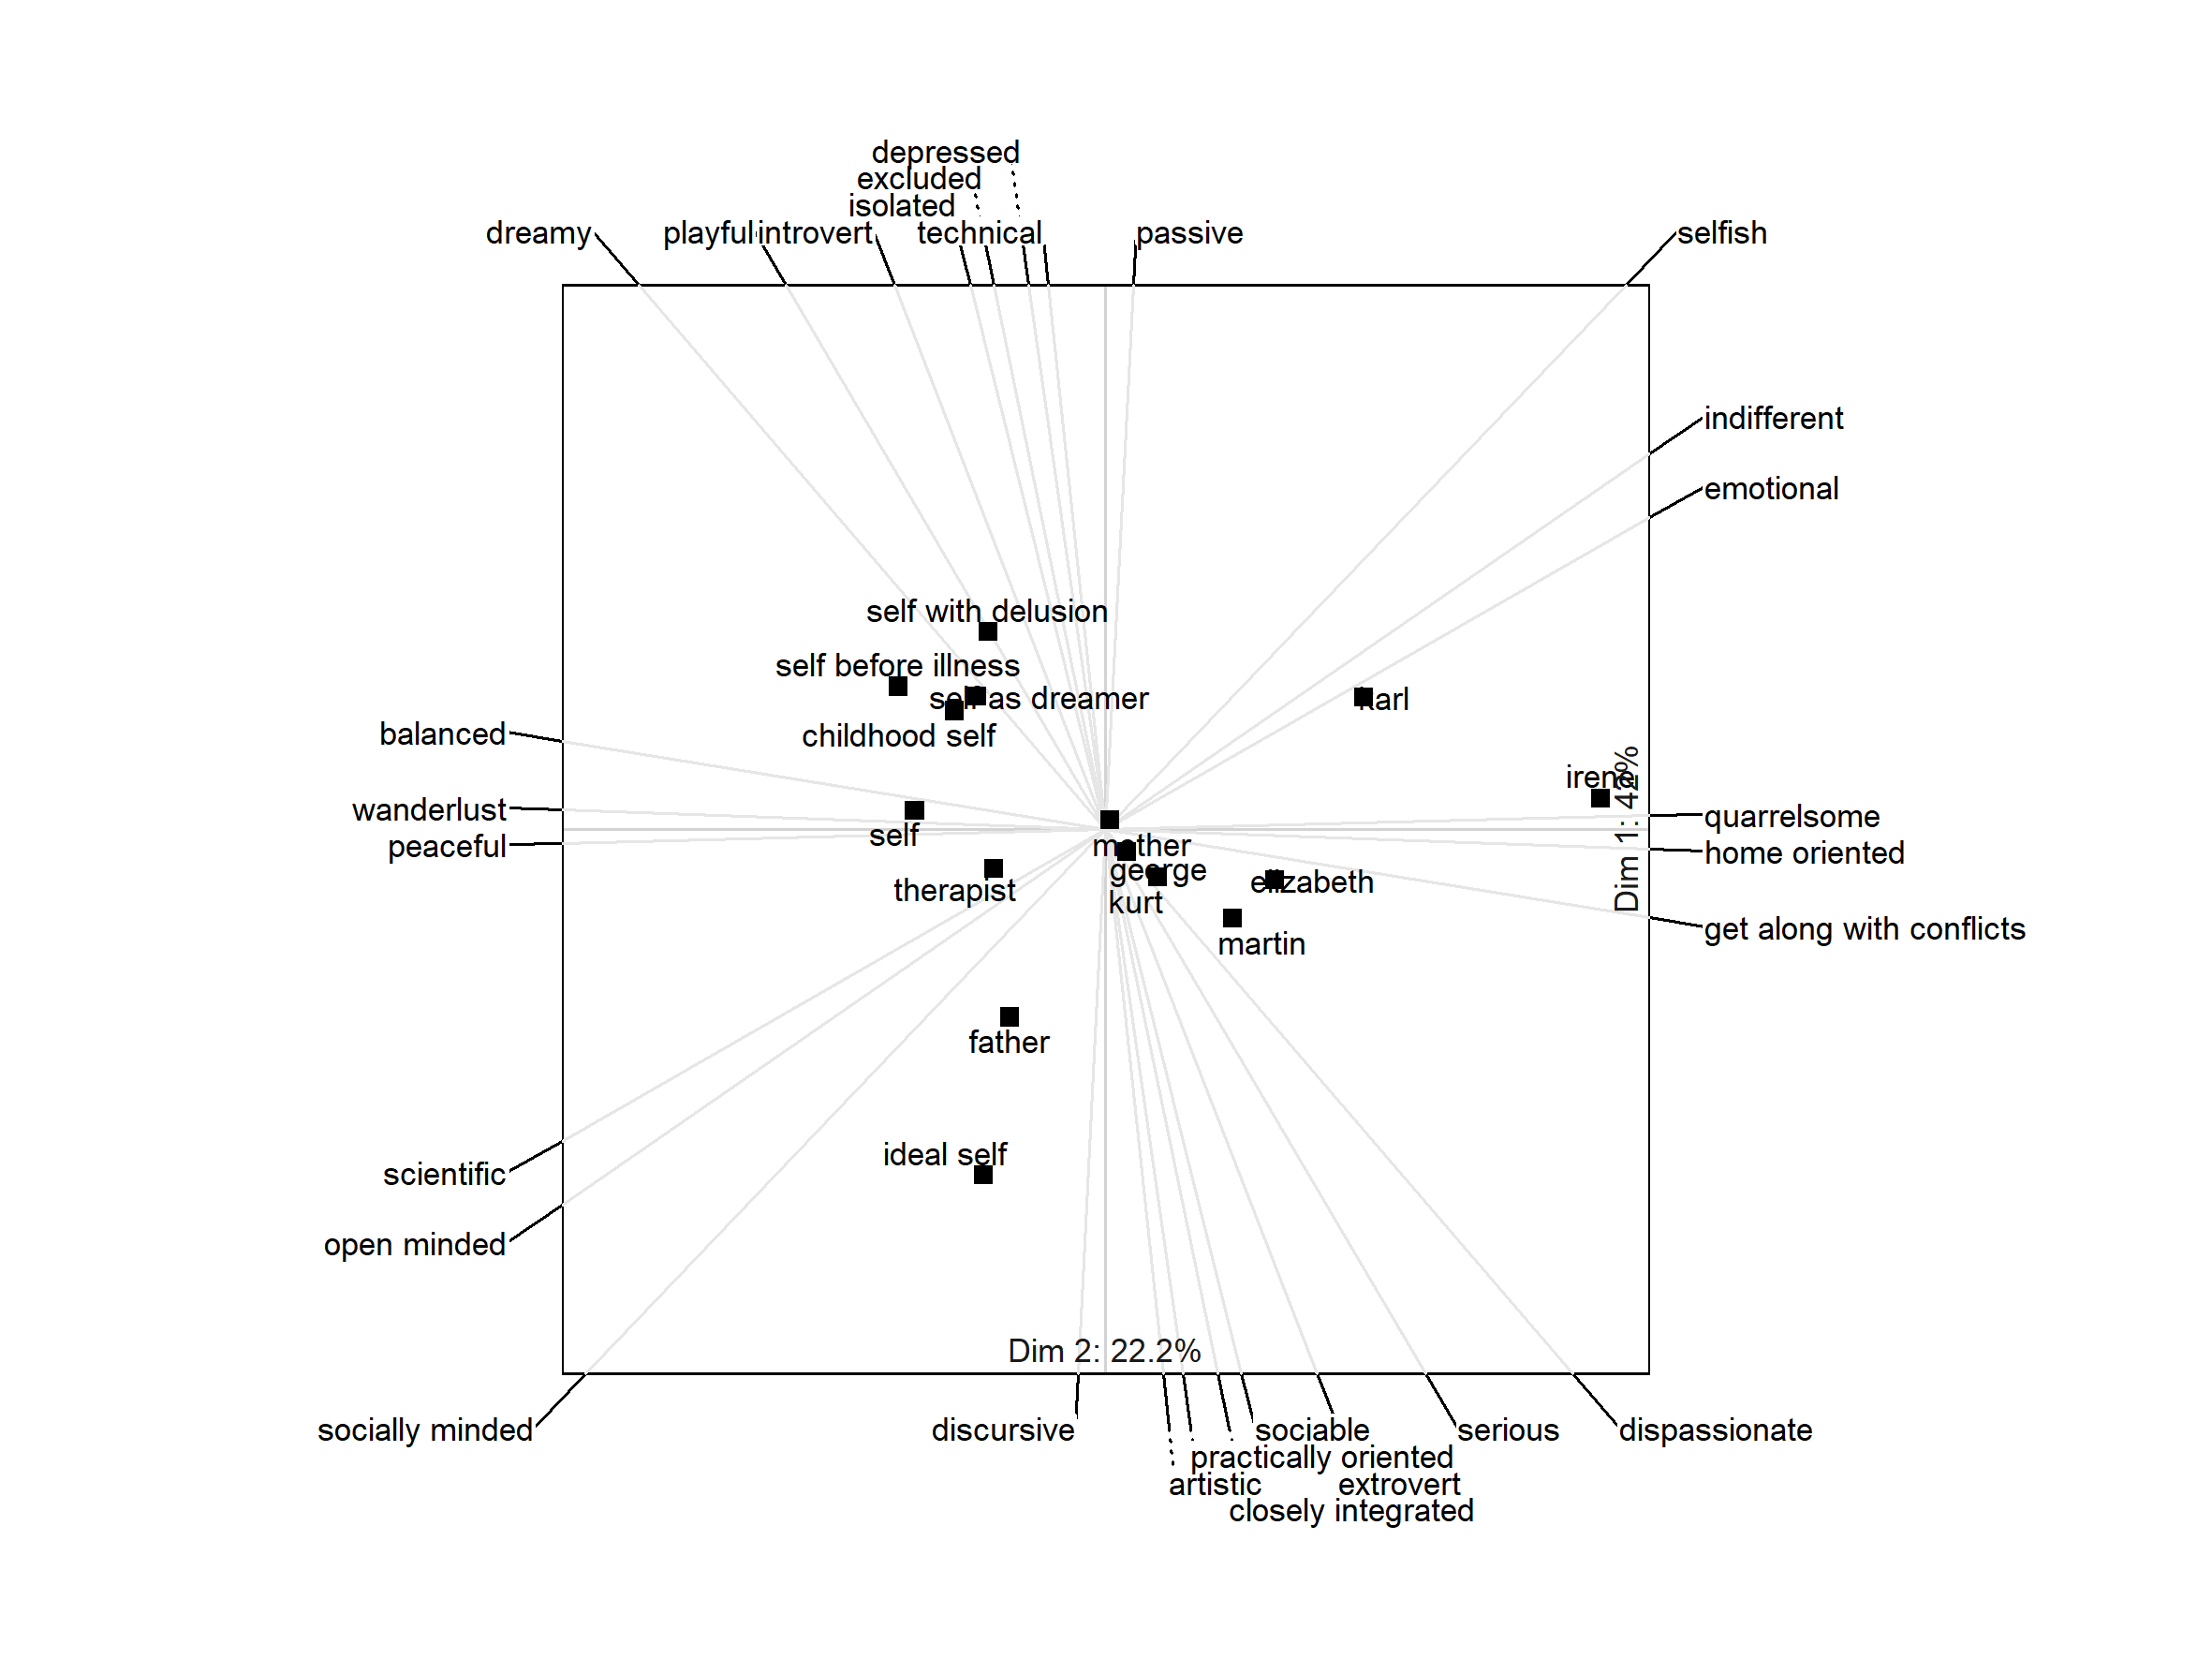 depressed
excluded
isolated
dreamy
playful
introvert
technical
passive
selfish
indifferent
emotional
self with delusion
self before illness
self as dreamer
karl
childhood self
balanced
irene
Dim 1: 42%
wanderlust
quarrelsome
self
peaceful
mother
home oriented
george
therapist
elizabeth
kurt
get along with conflicts
martin
father
ideal self
scientific
open minded
Dim 2: 22.2%
socially minded
discursive
sociable
serious
dispassionate
practically oriented
artistic
extrovert
closely integrated